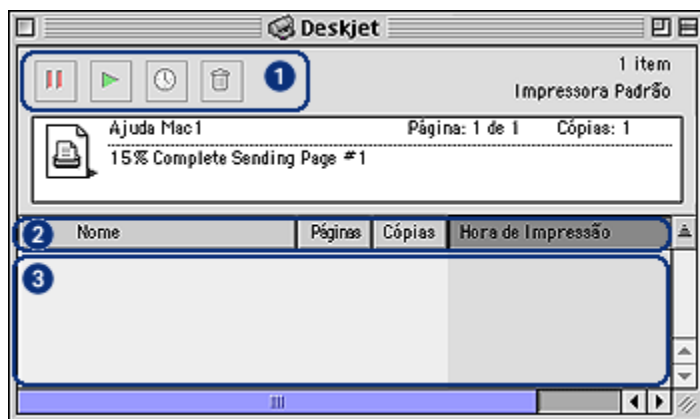 Deskjet
1
1 item
Impressora Padrão
Ajuda Mac1 Página: 1 de 1 Cópias: 1
15% Complete Sending Page #1
2 Nome Páginas Cópias Hora de Impressão
3